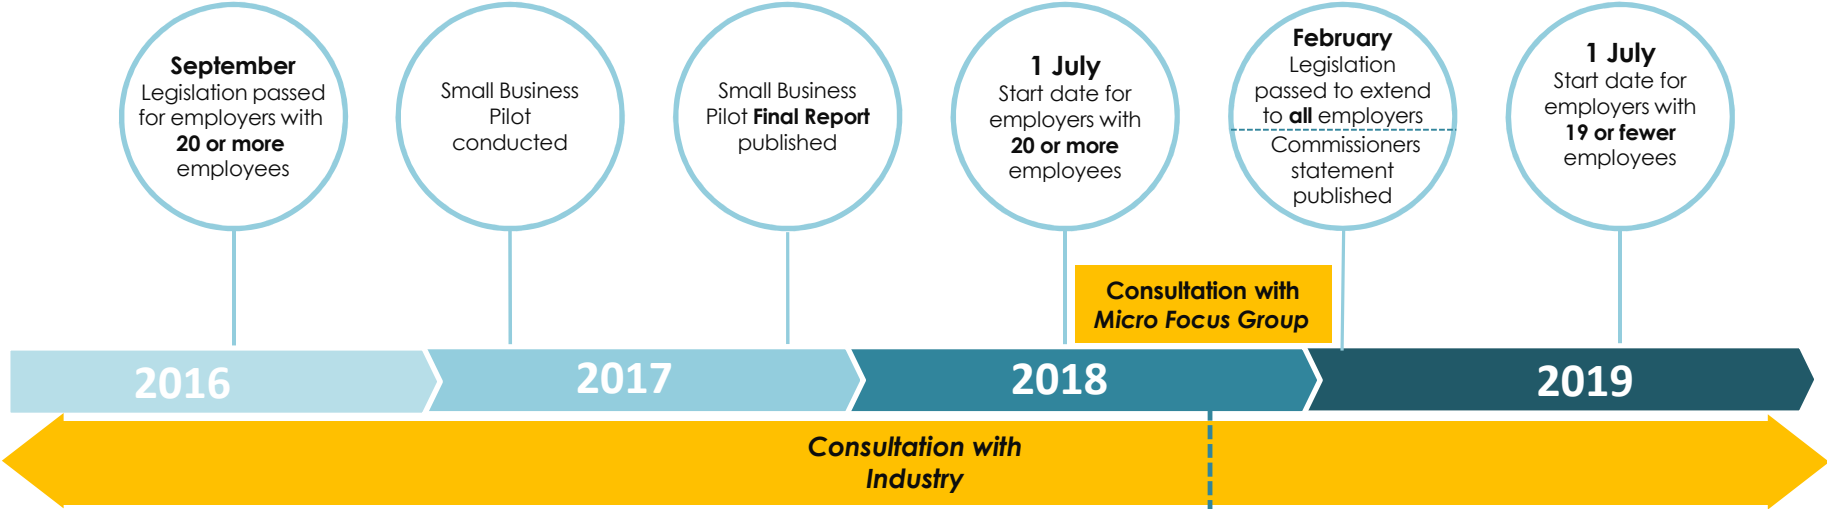 September
Legislation passed
for employers with
20 or more
employees
Small Business
Pilot
conducted
Small Business
Pilot Final Report
published
1 July
Start date for
employers with
20 or more
employees
February
Legislation
passed to extend
to all employers
Commissioners
statement
published
1 July
Start date for
employers with
19 or fewer
employees
Consultation with
Micro Focus Group
2016
2017
2018
2019
Consultation with
Industry